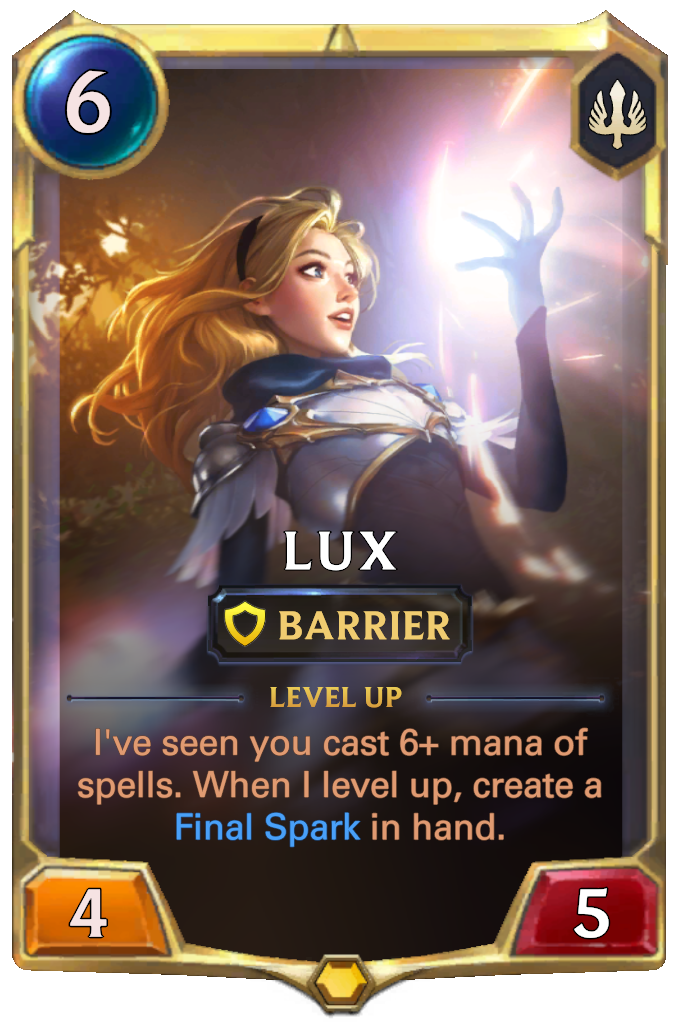 6
LUX
BARRIER
LEVEL UP
I've seen you cast 6+ mana of
spells. When I level up, create a
Final Spark in hand.
4
5